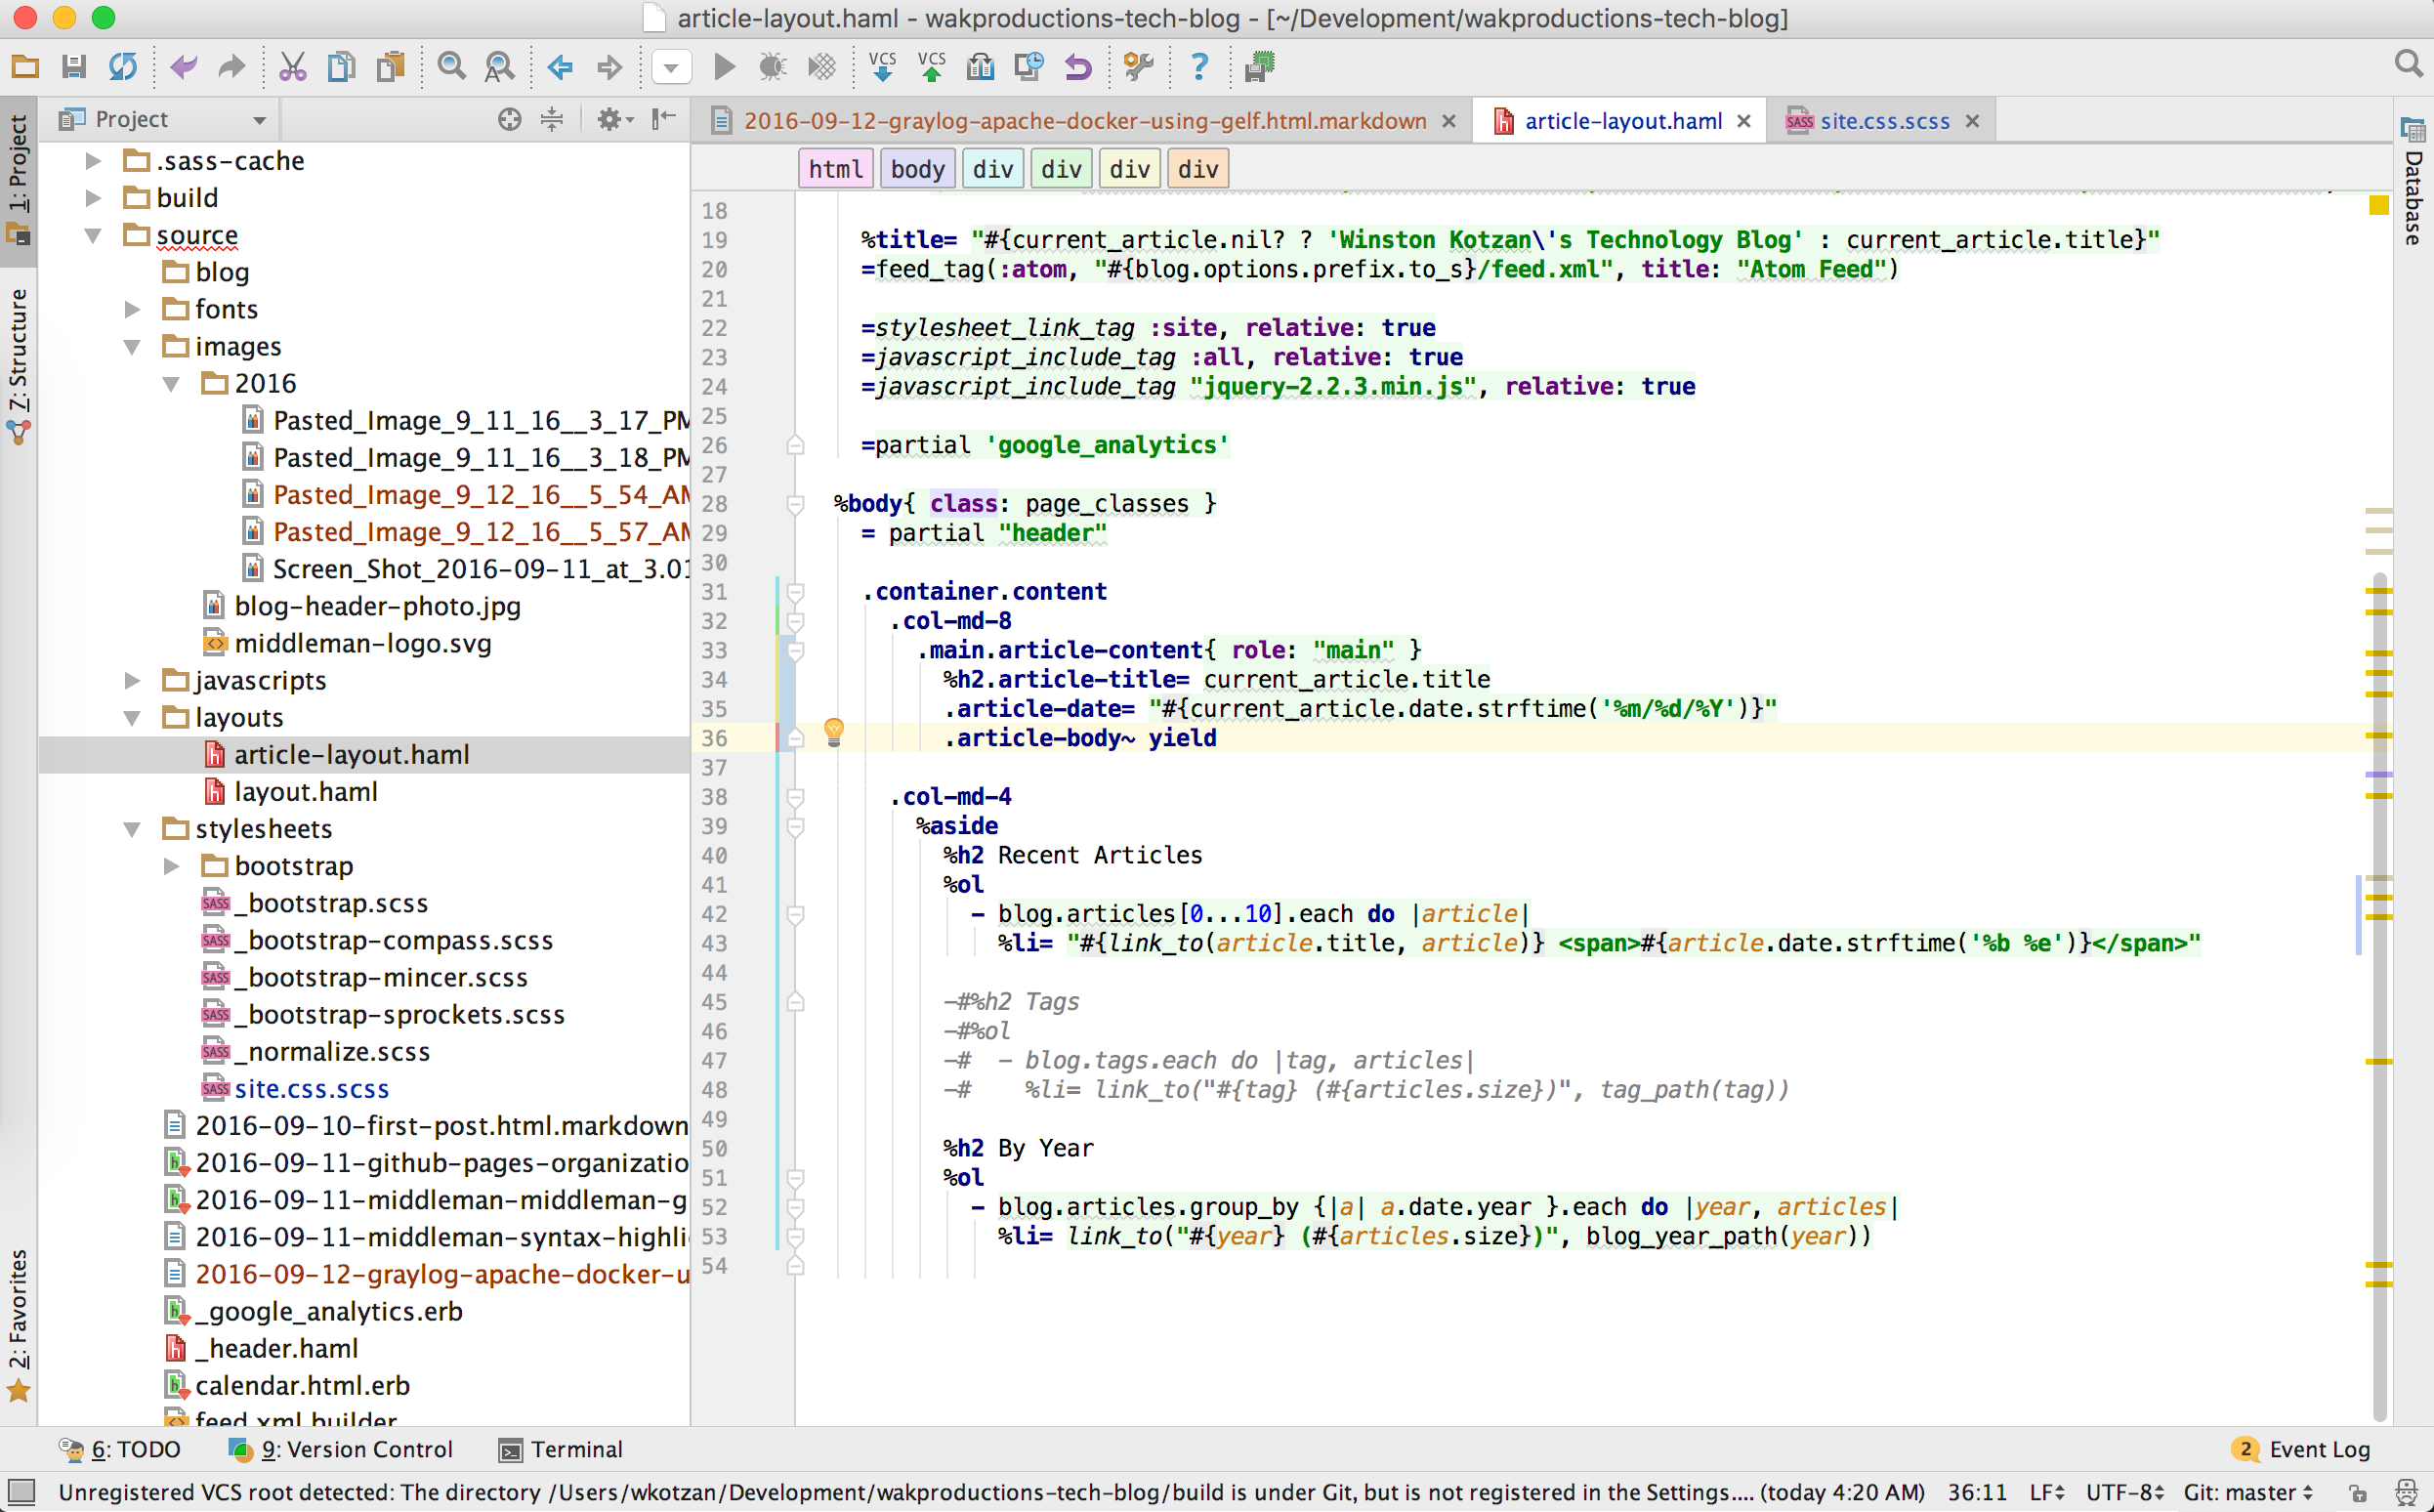 article-layout.haml - wakproductions-tech-blog - [~/Development/wakproductions-tech-blog]
VCS VCS
1: Project
Z: Structure
2: Favorites
Project
.sass-cache
build
source
blog
fonts
images
2016
Pasted_Image_9_11_16__3_17_PM
Pasted_Image_9_11_16__3_18_PM
Pasted_Image_9_12_16__5_54_AM
Pasted_Image_9_12_16__5_57_AM
Screen_Shot_2016-09-11_at_3.01
blog-header-photo.jpg
middleman-logo.svg
javascripts
layouts
article-layout.haml
layout.haml
stylesheets
bootstrap
_bootstrap.scss
_bootstrap-compass.scss
_bootstrap-mincer.scss
_bootstrap-sprockets.scss
_normalize.scss
site.css.scss
2016-09-10-first-post.html.markdown
2016-09-11-github-pages-organizatio
2016-09-11-middleman-middleman-g
2016-09-11-middleman-syntax-highli
2016-09-12-graylog-apache-docker-u
_google_analytics.erb
_header.haml
calendar.html.erb
feed.xml.builder
2016-09-12-graylog-apache-docker-using-gelf.html.markdown article-layout.haml site.css.scss
html body div div div div
18
19 %title= "#{current_article.nil? ? 'Winston Kotzan\'s Technology Blog' : current_article.title}"
20 =feed_tag(:atom, "#{blog.options.prefix.to_s}/feed.xml", title: "Atom Feed")
21
22 =stylesheet_link_tag :site, relative: true
23 =javascript_include_tag :all, relative: true
24 =javascript_include_tag "jquery-2.2.3.min.js", relative: true
25
26 =partial 'google_analytics'
27
28 %body{ class: page_classes }
29 = partial "header"
30
31 .container.content
32 .col-md-8
33 .main.article-content{ role: "main" }
34 %h2.article-title= current_article.title
35 .article-date= "#{current_article.date.strftime('%m/%d/%Y')}"
36 .article-body~ yield
37
38 .col-md-4
39 %aside
40 %h2 Recent Articles
41 %ol
42 - blog.articles[0...10].each do |article|
43 %li= "#{link_to(article.title, article)} <span>#{article.date.strftime('%b %e')}</span>"
44
45 -#%h2 Tags
46 -#%ol
47 -# - blog.tags.each do |tag, articles|
48 -# %li= link_to("#{tag} (#{articles.size})", tag_path(tag))
49
50 %h2 By Year
51 %ol
52 - blog.articles.group_by {|a| a.date.year }.each do |year, articles|
53 %li= link_to("#{year} (#{articles.size})", blog_year_path(year))
54
Database
6: TODO 9: Version Control Terminal 2 Event Log
Unregistered VCS root detected: The directory /Users/wkotzan/Development/wakproductions-tech-blog/build is under Git, but is not registered in the Settings.... (today 4:20 AM) 36:11 LF UTF-8 Git: master